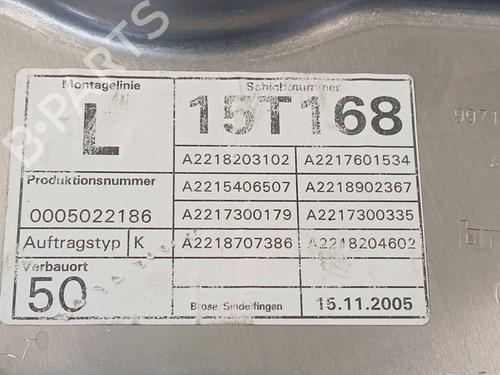 Montagelinie
Schichtnummer
L
15T168
A2218203102 A2217601534
Produktionsnummer
A2215406507 A2218902367
0005022186
A2217300179 A2217300335
Auftragstyp K
A2218707386 A2218204602
Verbauort
50
Brose Sindelfingen 15.11.2005
9971
B-PARTS